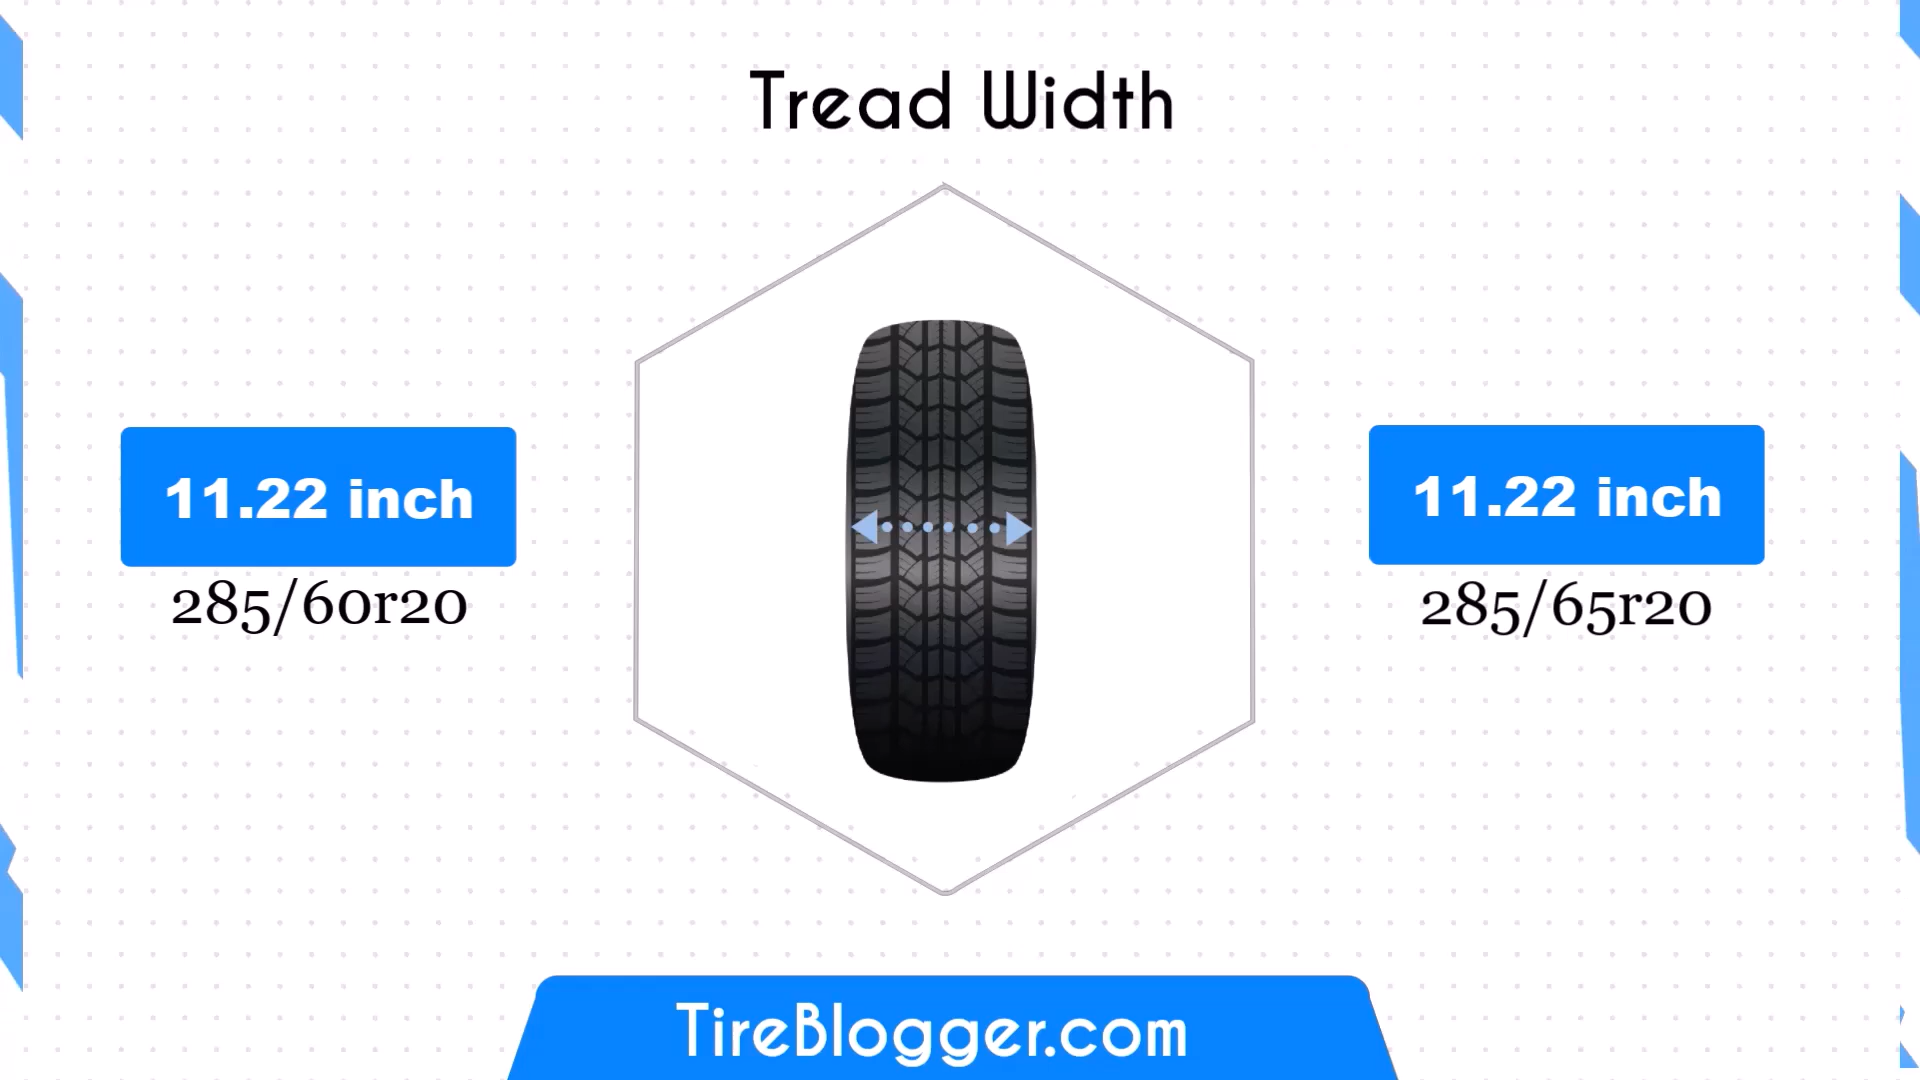 Tread Width
11.22 inch
285/60r20
11.22 inch
285/65r20
TireBlogger.com